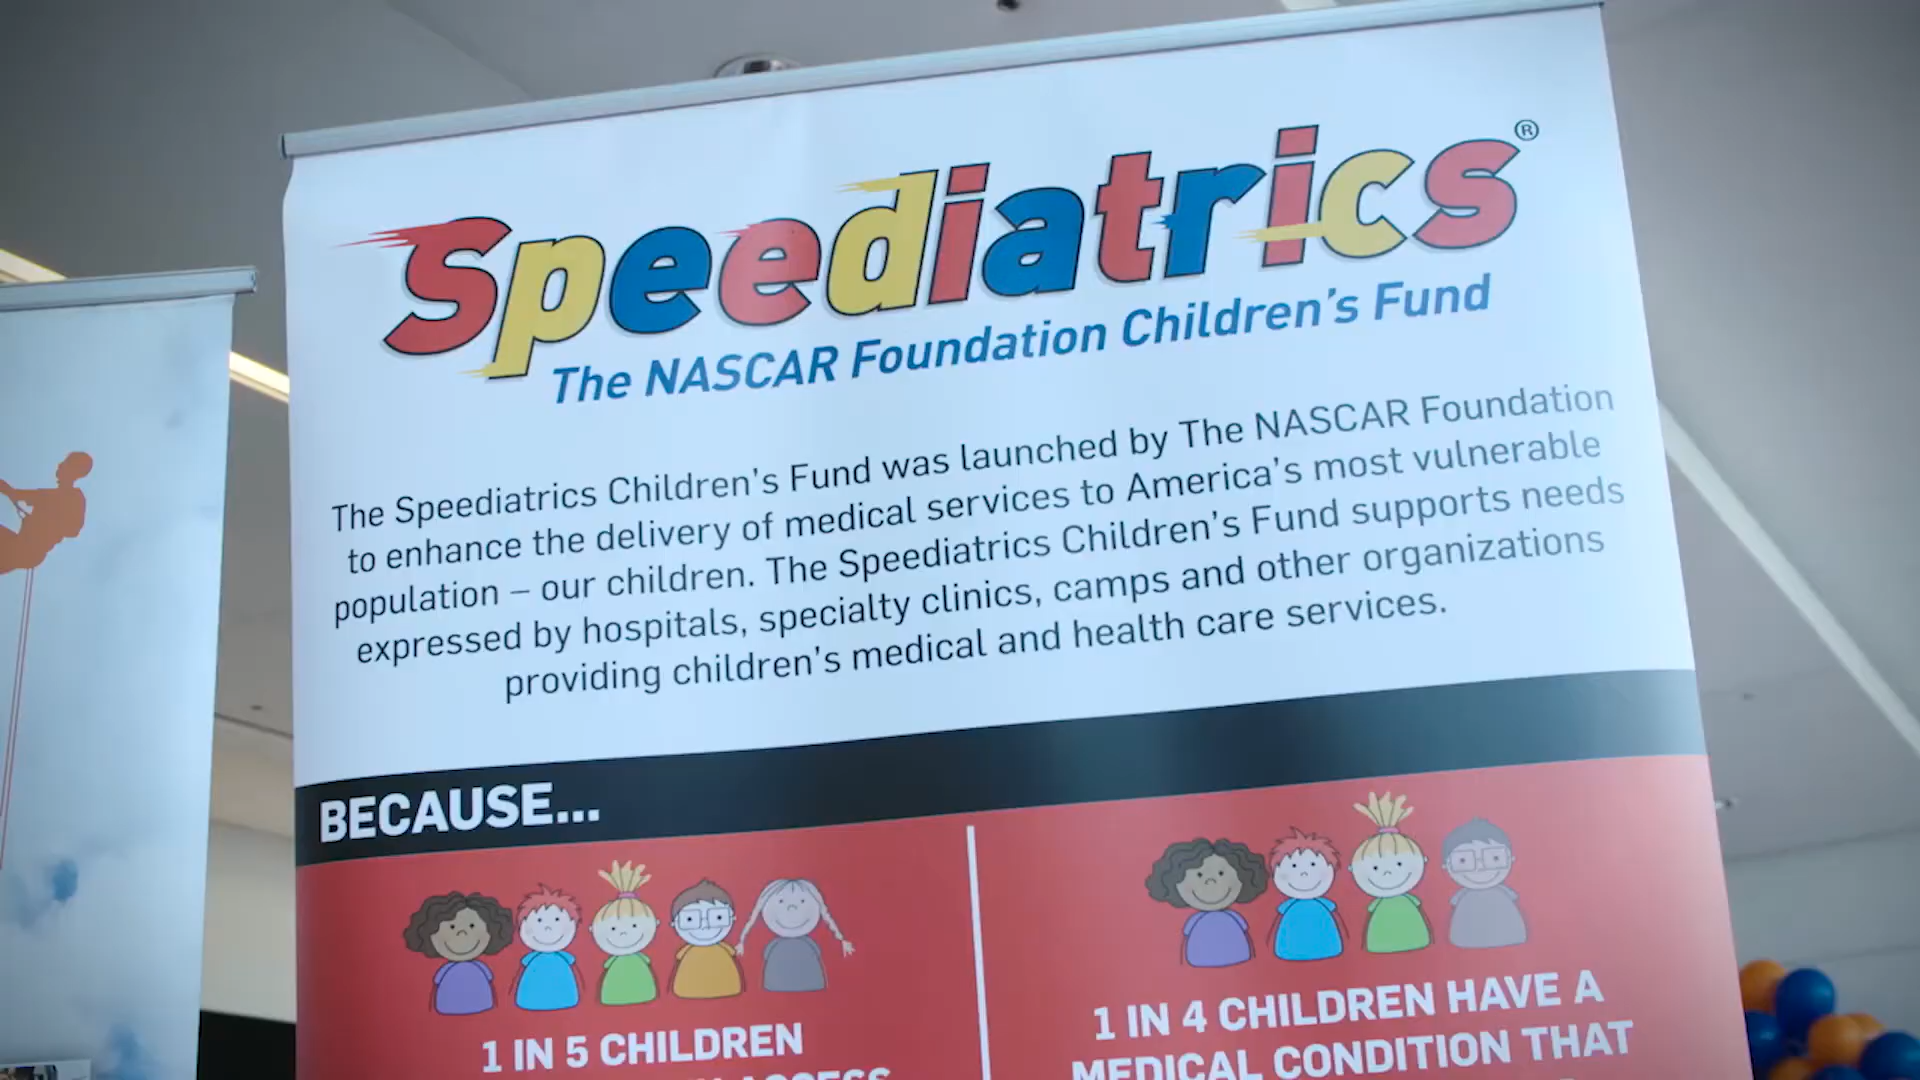 Speediatrics®
The NASCAR Foundation Children's Fund
The Speediatrics Children's Fund was launched by The NASCAR Foundation
to enhance the delivery of medical services to America's most vulnerable
population – our children. The Speediatrics Children's Fund supports needs
expressed by hospitals, specialty clinics, camps and other organizations
providing children's medical and health care services.
BECAUSE...
1 IN 5 CHILDREN
ACCESS
1 IN 4 CHILDREN HAVE A
MEDICAL CONDITION THAT